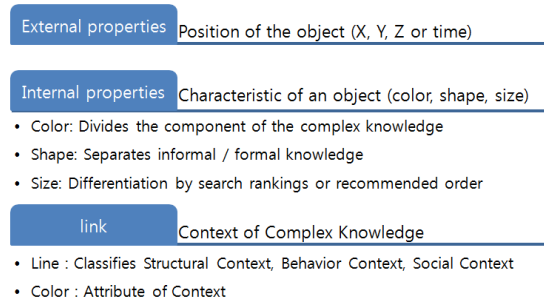 External properties Position of the object (X, Y, Z or time)
Internal properties Characteristic of an object (color, shape, size)
• Color: Divides the component of the complex knowledge
• Shape: Separates informal / formal knowledge
• Size: Differentiation by search rankings or recommended order
link Context of Complex Knowledge
• Line : Classifies Structural Context, Behavior Context, Social Context
• Color : Attribute of Context